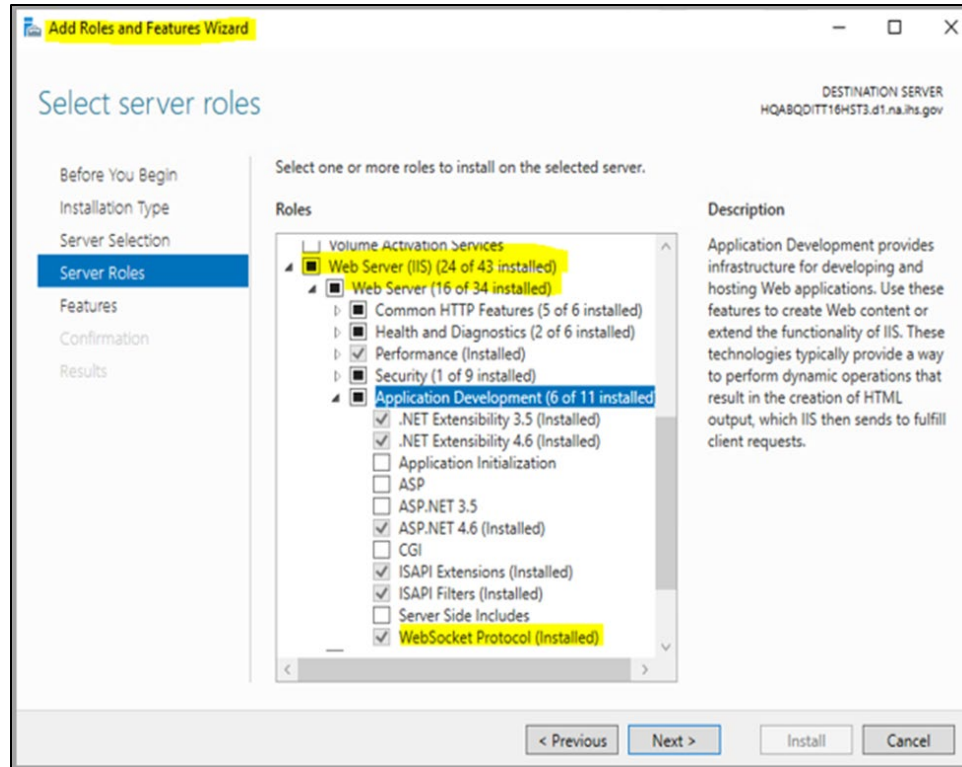 Add Roles and Features Wizard
Select server roles
DESTINATION SERVER
HQABQDITT16HST3.d1.na.ihs.gov
Before You Begin
Installation Type
Server Selection
Server Roles
Features
Confirmation
Results
Select one or more roles to install on the selected server.
Roles
Volume Activation Services
Web Server (IIS) (24 of 43 installed)
Web Server (16 of 34 installed)
Common HTTP Features (5 of 6 installed)
Health and Diagnostics (2 of 6 installed)
Performance (Installed)
Security (1 of 9 installed)
Application Development (6 of 11 installed
.NET Extensibility 3.5 (Installed)
.NET Extensibility 4.6 (Installed)
Application Initialization
ASP
ASP.NET 3.5
ASP.NET 4.6 (Installed)
CGI
ISAPI Extensions (Installed)
ISAPI Filters (Installed)
Server Side Includes
WebSocket Protocol (Installed)
Description
Application Development provides
infrastructure for developing and
hosting Web applications. Use these
features to create Web content or
extend the functionality of IIS. These
technologies typically provide a way
to perform dynamic operations that
result in the creation of HTML
output, which IIS then sends to fulfill
client requests.
< Previous
Next >
Install
Cancel